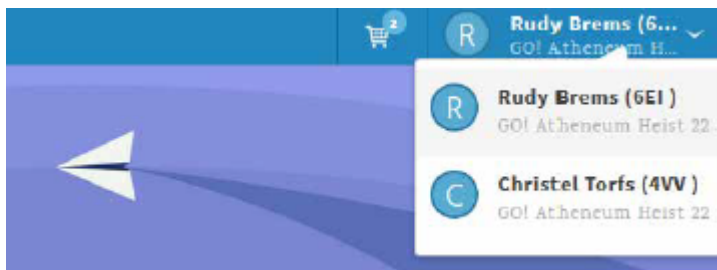 2
R
Rudy Brems (6...
GO! Atheneum H...
R
Rudy Brems (6EI )
GO! Atheneum Heist 22
C
Christel Torfs (4VV )
GO! Atheneum Heist 22